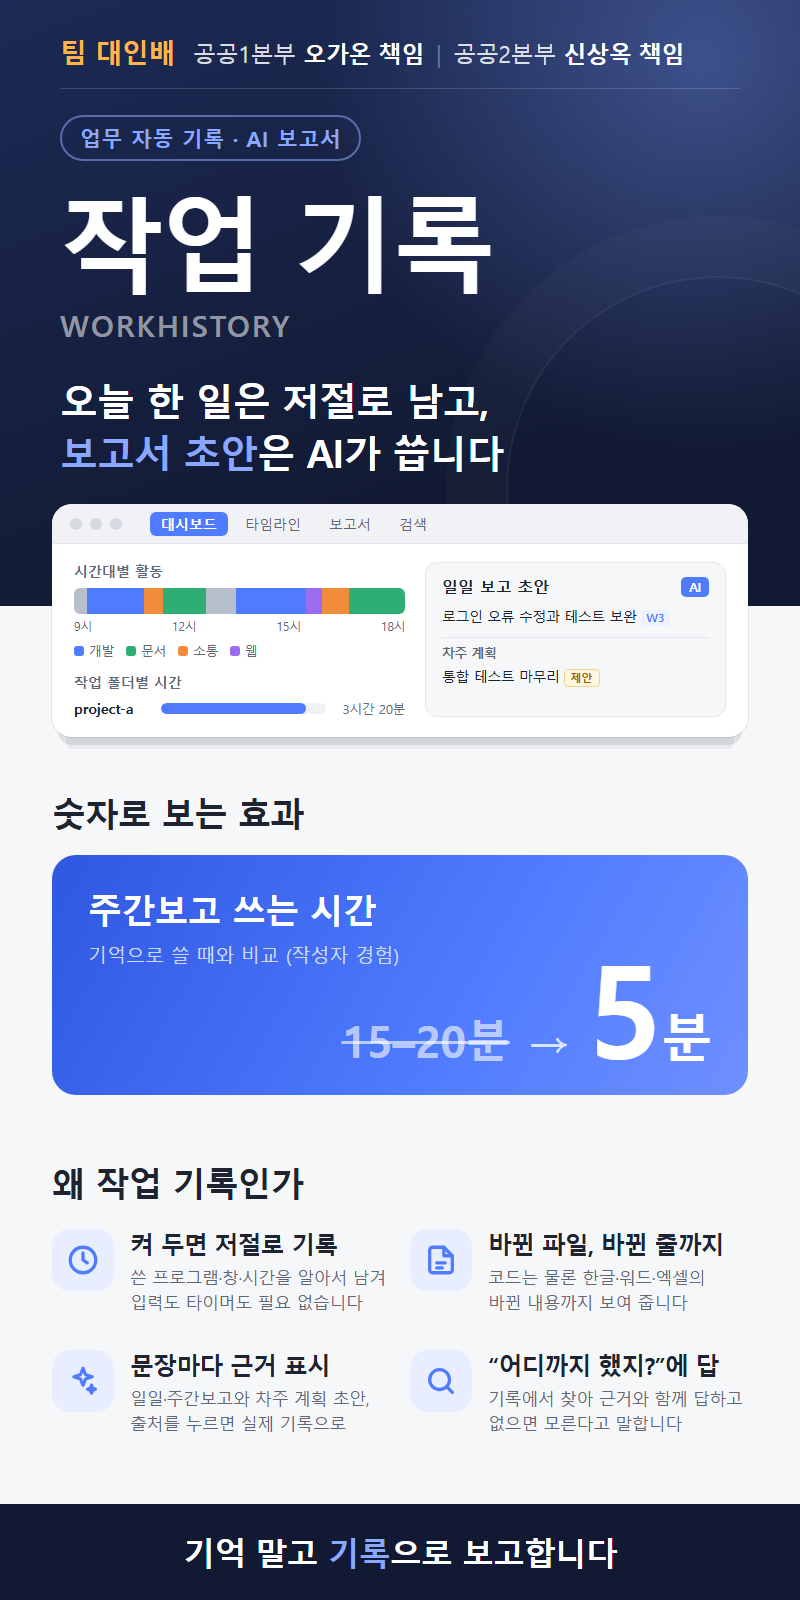 팀 대인배 공공1본부 오가온 책임 | 공공2본부 신상옥 책임
업무 자동 기록 · AI 보고서
작업 기록
WORKHISTORY
오늘 한 일은 저절로 남고,
보고서 초안은 AI가 씁니다
대시보드 타임라인 보고서 검색
시간대별 활동
9시 12시 15시 18시
개발 문서 소통 웹
작업 폴더별 시간
project-a 3시간 20분
일일 보고 초안 AI
로그인 오류 수정과 테스트 보완 W3
차주 계획
통합 테스트 마무리 제안
숫자로 보는 효과
주간보고 쓰는 시간
기억으로 쓸 때와 비교 (작성자 경험)
15–20분 → 5분
왜 작업 기록인가
켜 두면 저절로 기록
쓴 프로그램·창·시간을 알아서 남겨
입력도 타이머도 필요 없습니다
바뀐 파일, 바뀐 줄까지
코드는 물론 한글·워드·엑셀의
바뀐 내용까지 보여 줍니다
문장마다 근거 표시
일일·주간보고와 차주 계획 초안,
출처를 누르면 실제 기록으로
“어디까지 했지?”에 답
기록에서 찾아 근거와 함께 답하고
없으면 모른다고 말합니다
기억 말고 기록으로 보고합니다